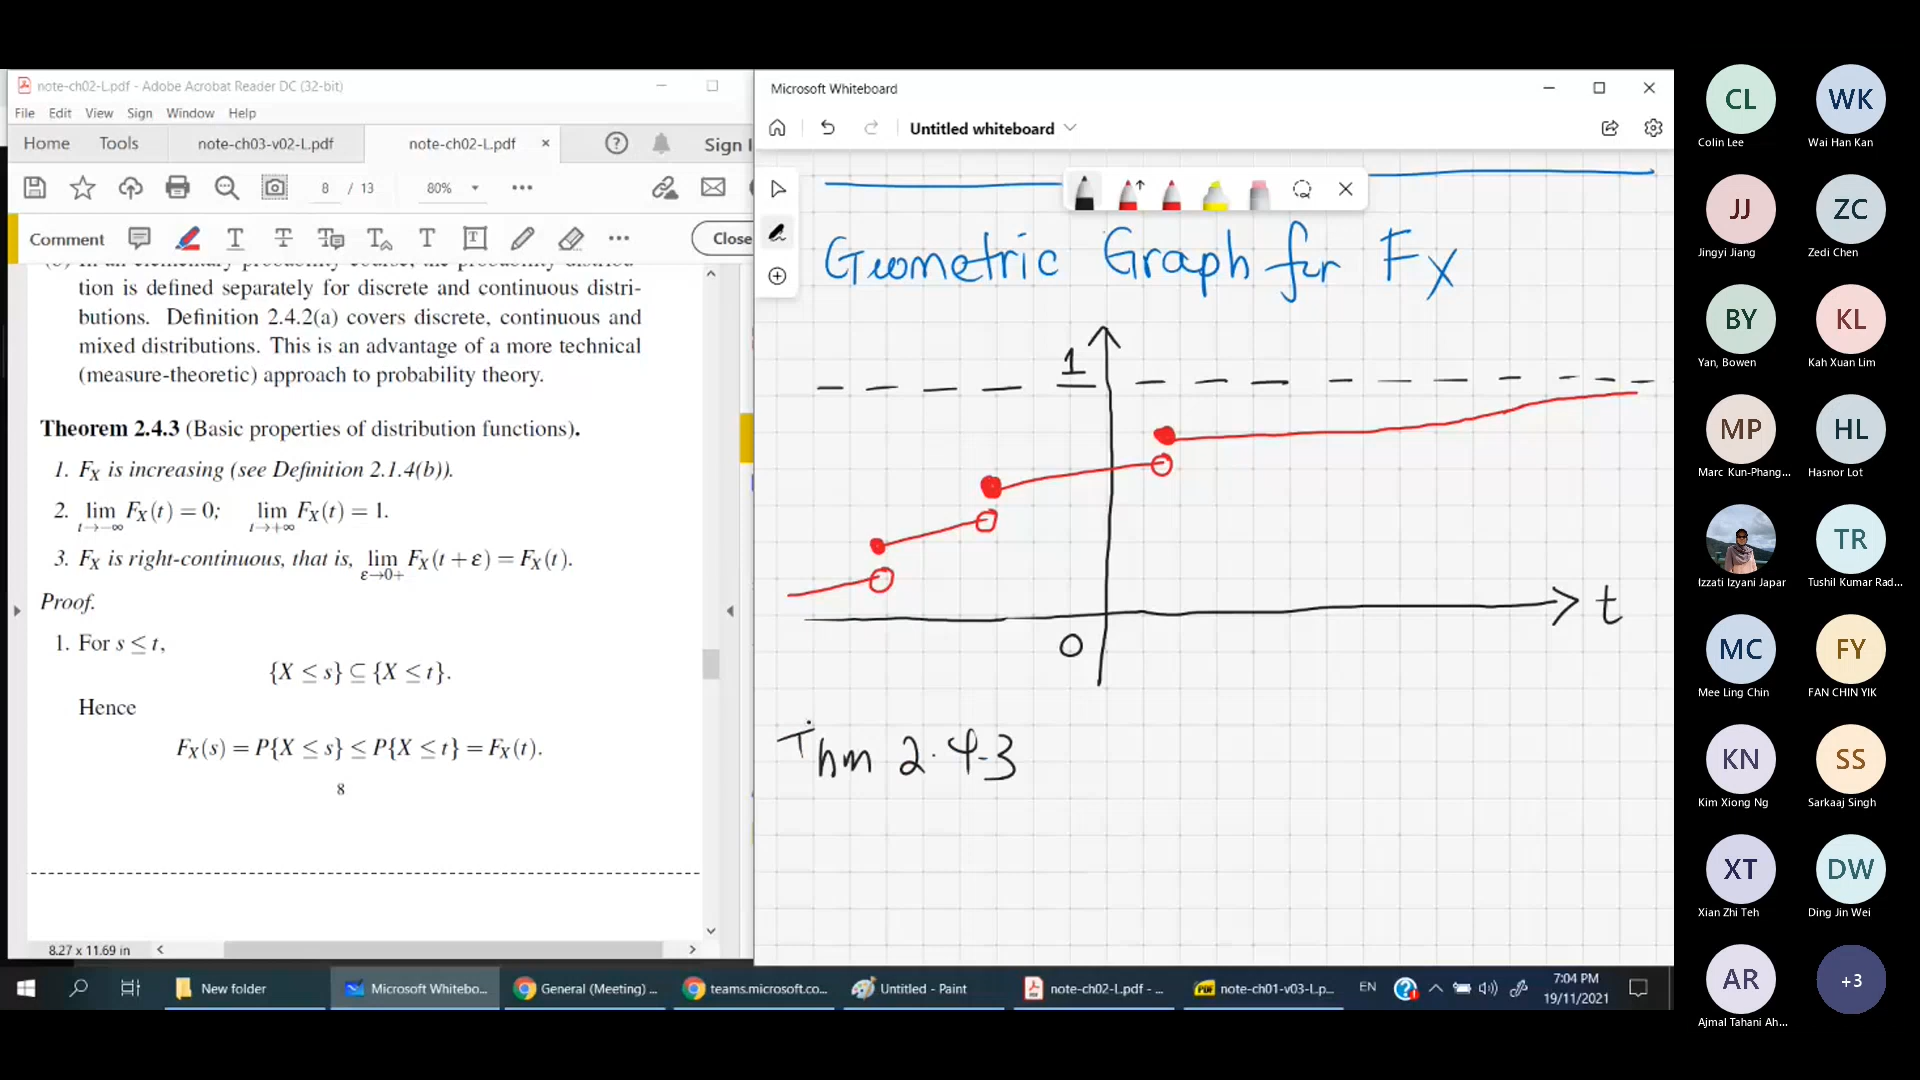 note-ch02-L.pdf - Adobe Acrobat Reader DC (32-bit)
File Edit View Sign Window Help
Home Tools note-ch03-v02-L.pdf note-ch02-L.pdf × Sign I
8 / 13 80%
Comment Close
tion is defined separately for discrete and continuous distri-
butions. Definition 2.4.2(a) covers discrete, continuous and
mixed distributions. This is an advantage of a more technical
(measure-theoretic) approach to probability theory.
Theorem 2.4.3 (Basic properties of distribution functions).
1. F_X is increasing (see Definition 2.1.4(b)).
2. lim_{t→−∞} F_X(t) = 0; lim_{t→+∞} F_X(t) = 1.
3. F_X is right-continuous, that is, lim_{ε→0+} F_X(t + ε) = F_X(t).
Proof.
1. For s ≤ t,
{X ≤ s} ⊆ {X ≤ t}.
Hence
F_X(s) = P{X ≤ s} ≤ P{X ≤ t} = F_X(t).
8
8.27 x 11.69 in
Microsoft Whiteboard
Untitled whiteboard
Geometric Graph for F_X
1
t
0
Thm 2.4.3
CL WK
Colin Lee Wai Han Kan
JJ ZC
Jingyi Jiang Zedi Chen
BY KL
Yan, Bowen Kah Xuan Lim
MP HL
Marc Kun-Phang... Hasnor Lot
TR
Izzati Izyani Japar Tushil Kumar Rad...
MC FY
Mee Ling Chin FAN CHIN YIK
KN SS
Kim Xiong Ng Sarkaaj Singh
XT DW
Xian Zhi Teh Ding Jin Wei
AR +3
Ajmal Tahani Ah...
New folder Microsoft Whitebo... General (Meeting) ... teams.microsoft.co... Untitled - Paint note-ch02-L.pdf - ... note-ch01-v03-L.p... EN 7:04 PM
19/11/2021